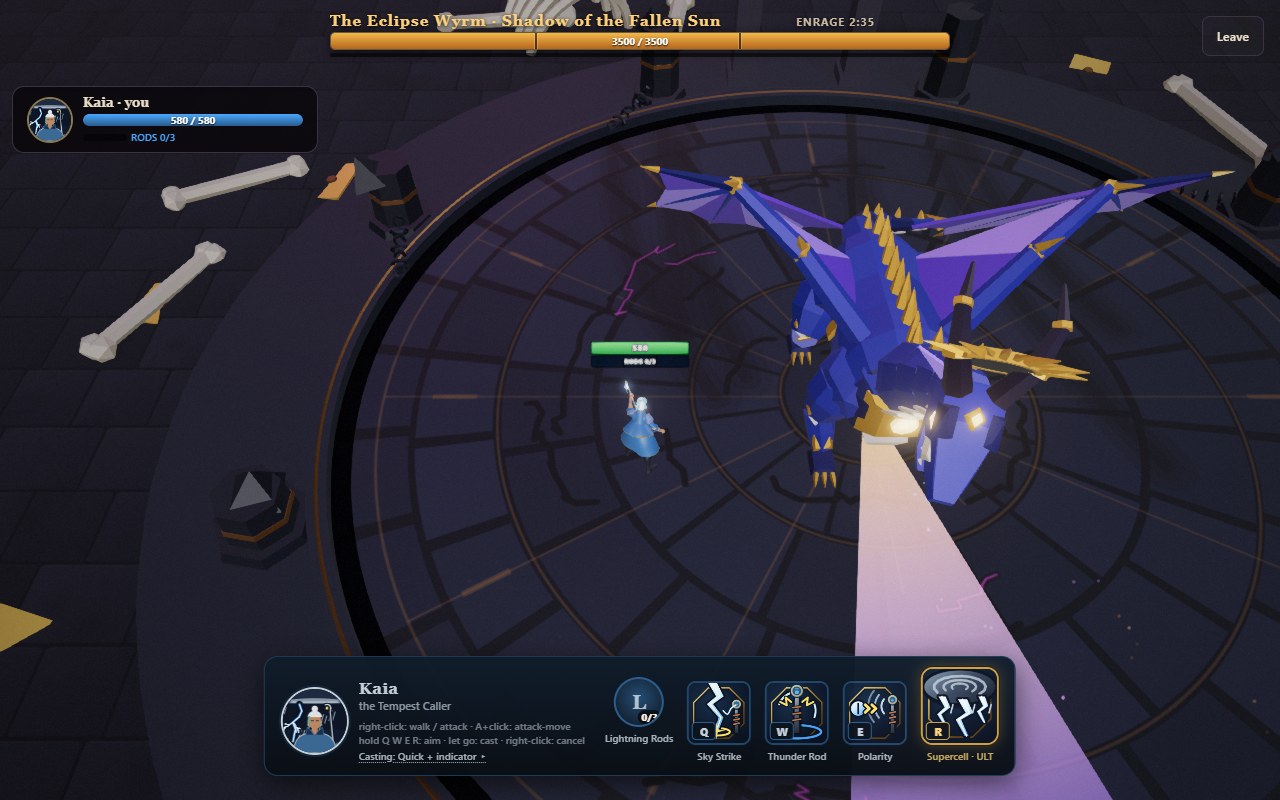 The Eclipse Wyrm · Shadow of the Fallen Sun
ENRAGE 2:35
3500 / 3500
Leave
Kaia · you
580 / 580
RODS 0/3
580
RODS 0/3
Kaia
the Tempest Caller
right-click: walk / attack · A+click: attack-move
hold Q W E R: aim · let go: cast · right-click: cancel
Casting: Quick + indicator ▸
L
0/3
Lightning Rods
Q
Sky Strike
W
Thunder Rod
E
Polarity
R
Supercell · ULT